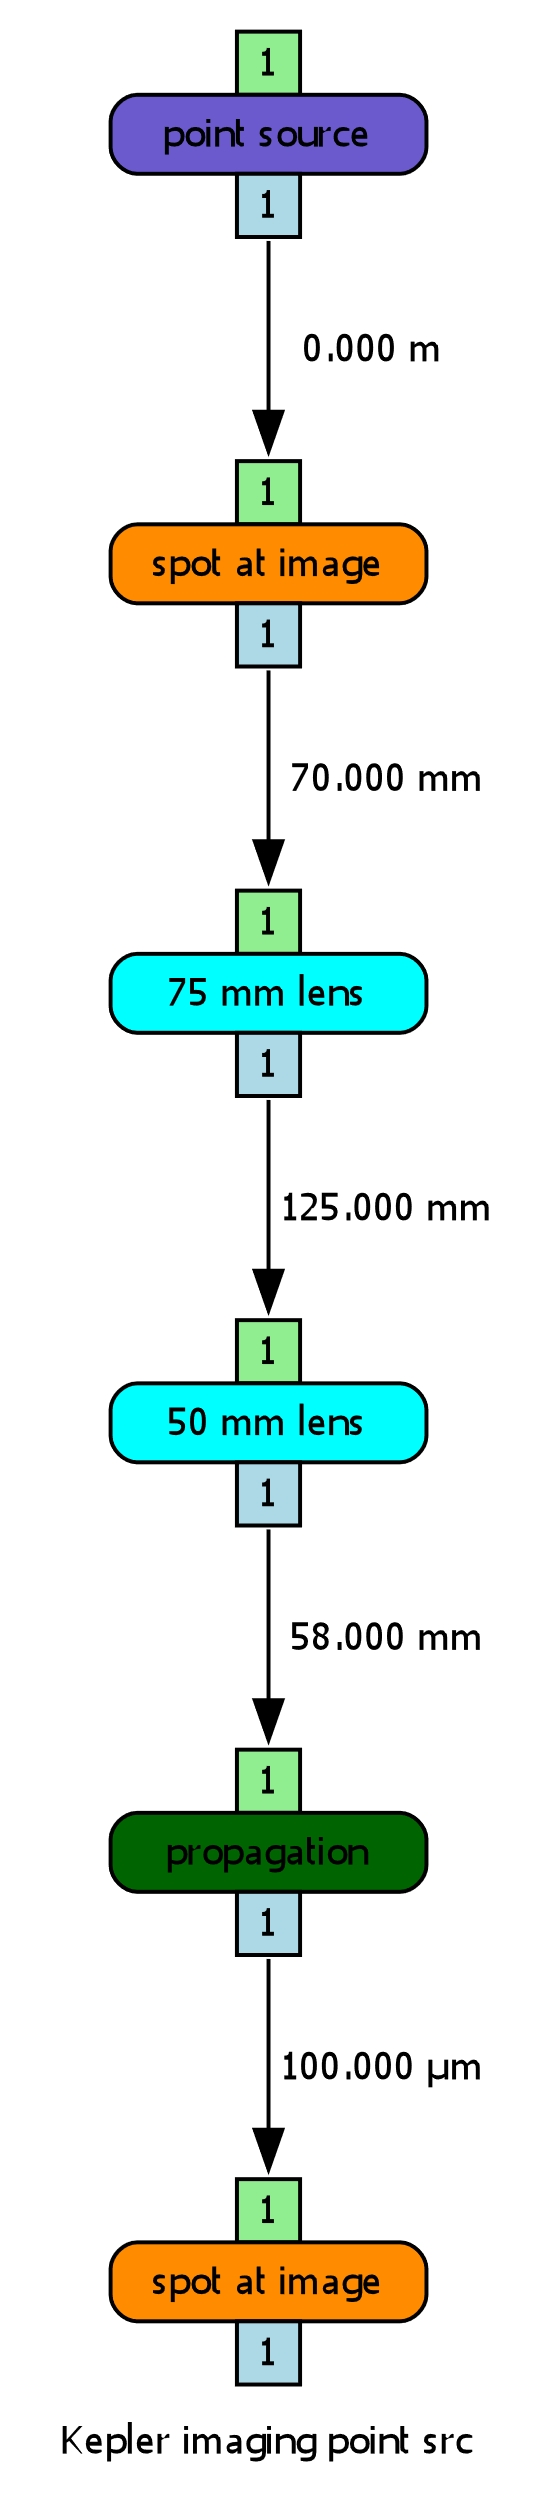 1
point source
1
0.000 m
1
spot at image
1
70.000 mm
1
75 mm lens
1
125.000 mm
1
50 mm lens
1
58.000 mm
1
propagation
1
100.000 µm
1
spot at image
1
Kepler imaging point src